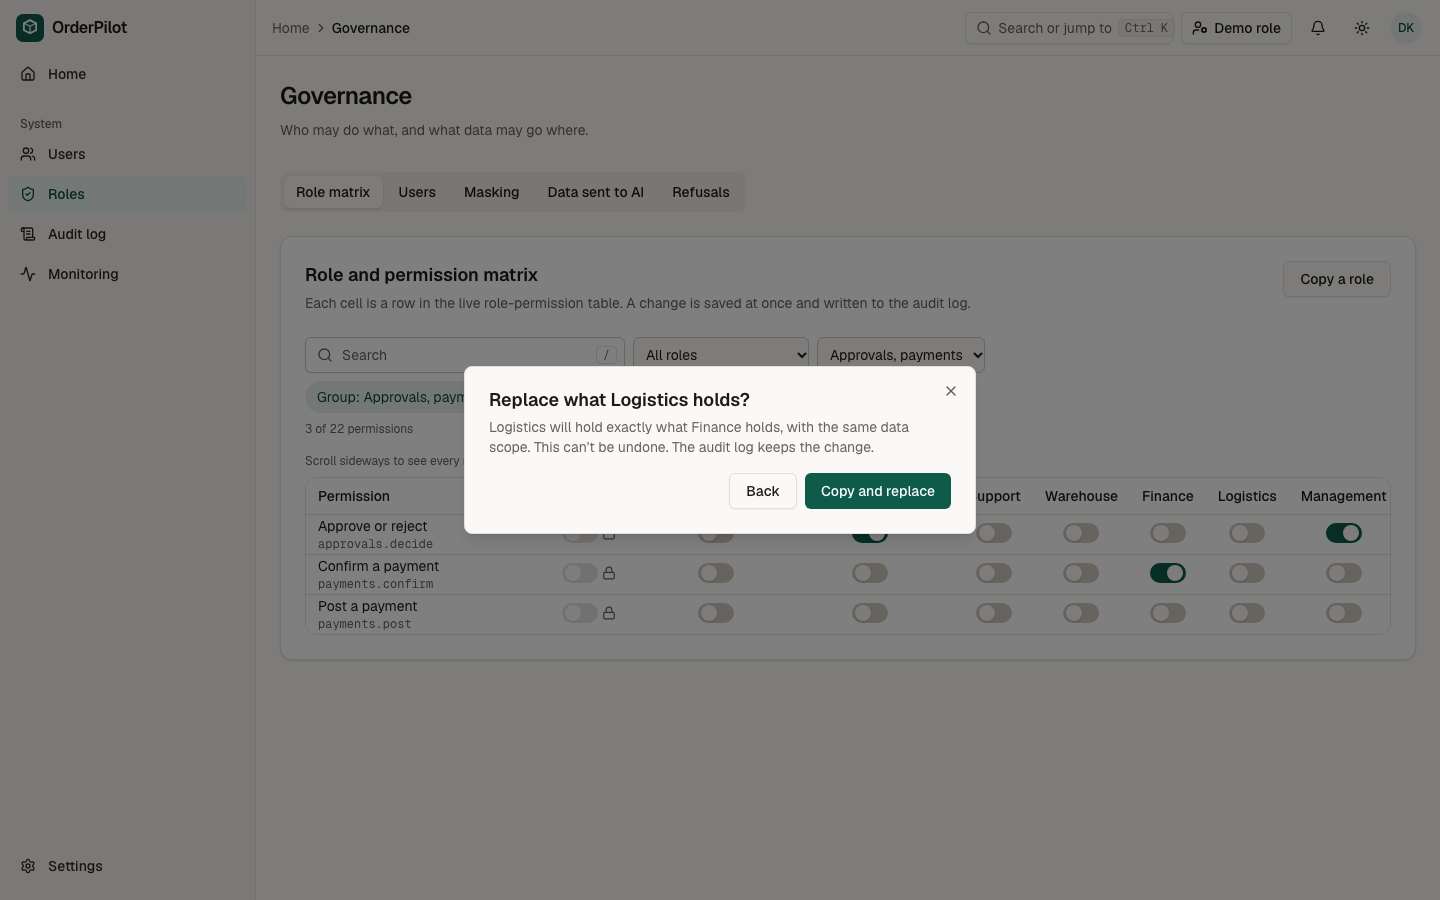 OrderPilot
Home
System
Users
Roles
Audit log
Monitoring
Settings
Home > Governance
Search or jump to Ctrl K
Demo role
DK
Governance
Who may do what, and what data may go where.
Role matrix Users Masking Data sent to AI Refusals
Role and permission matrix
Each cell is a row in the live role-permission table. A change is saved at once and written to the audit log.
Copy a role
Search /
All roles
Approvals, payments
Group: Approvals,
3 of 22 permissions
Scroll sideways to see every
Replace what Logistics holds?
Logistics will hold exactly what Finance holds, with the same data
scope. This can't be undone. The audit log keeps the change.
Back
Copy and replace
Permission Warehouse Finance Logistics Management
Approve or reject
approvals.decide
Confirm a payment
payments.confirm
Post a payment
payments.post